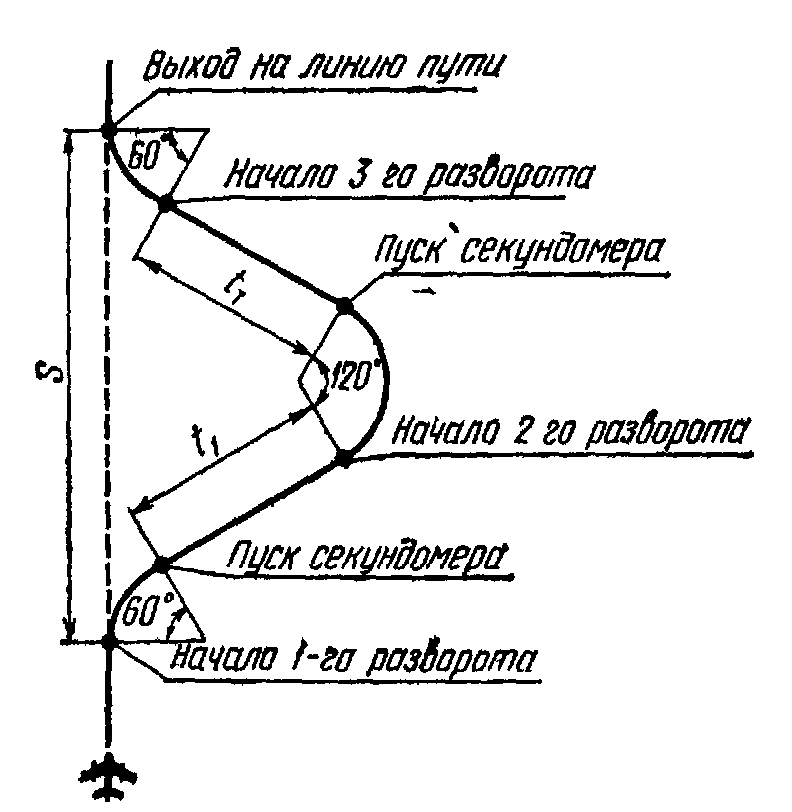 Выход на линию пути
60°
Начало 3 го разворота
Пуск секундомера
t₁
S
120°
t₁
Начало 2 го разворота
Пуск секундомера
60°
Начало 1-го разворота